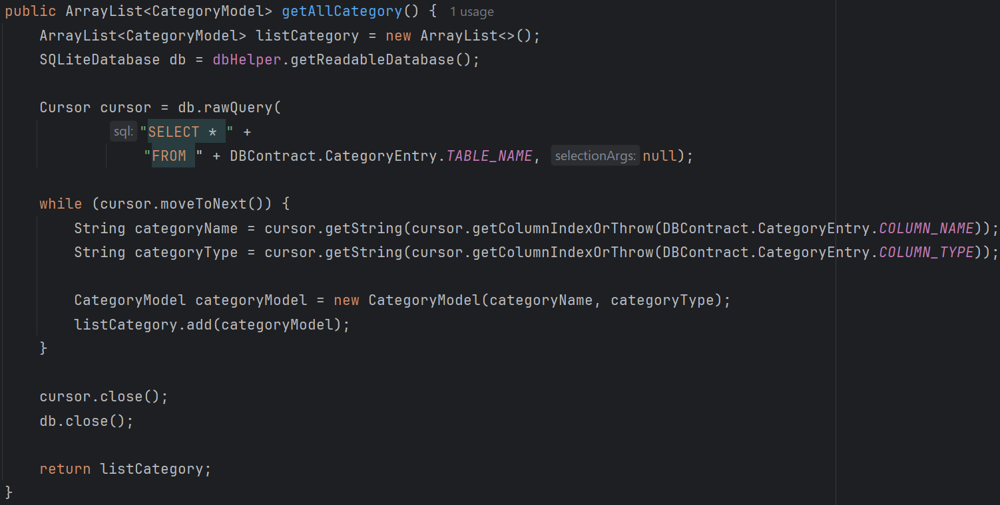 public ArrayList<CategoryModel> getAllCategory() { 1 usage
ArrayList<CategoryModel> listCategory = new ArrayList<>();
SQLiteDatabase db = dbHelper.getReadableDatabase();
Cursor cursor = db.rawQuery(
sql: "SELECT * " +
"FROM " + DBContract.CategoryEntry.TABLE_NAME, selectionArgs: null);
while (cursor.moveToNext()) {
String categoryName = cursor.getString(cursor.getColumnIndexOrThrow(DBContract.CategoryEntry.COLUMN_NAME));
String categoryType = cursor.getString(cursor.getColumnIndexOrThrow(DBContract.CategoryEntry.COLUMN_TYPE));
CategoryModel categoryModel = new CategoryModel(categoryName, categoryType);
listCategory.add(categoryModel);
}
cursor.close();
db.close();
return listCategory;
}